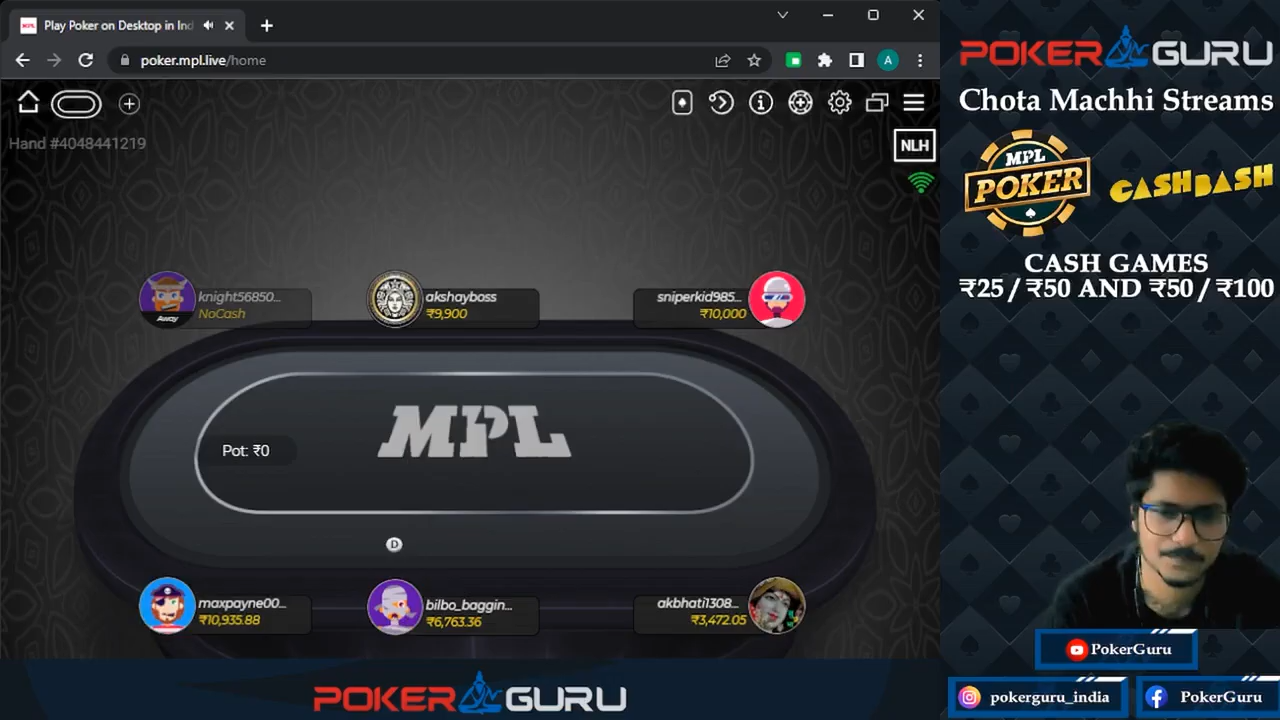 MPL Play Poker on Desktop in Ind
poker.mpl.live/home
A
Hand #4048441219
NLH
knight56850...
NoCash
Away
akshayboss
₹9,900
sniperkid985...
₹10,000
MPL
Pot: ₹0
D
maxpayne00...
₹10,935.88
bilbo_baggin...
₹6,763.36
akbhati1308...
₹3,472.05
POKER GURU
POKER GURU
Chota Machhi Streams
MPL
POKER
CASHBASH
CASH GAMES
₹25 / ₹50 AND ₹50 / ₹100
PokerGuru
pokerguru_india
PokerGuru